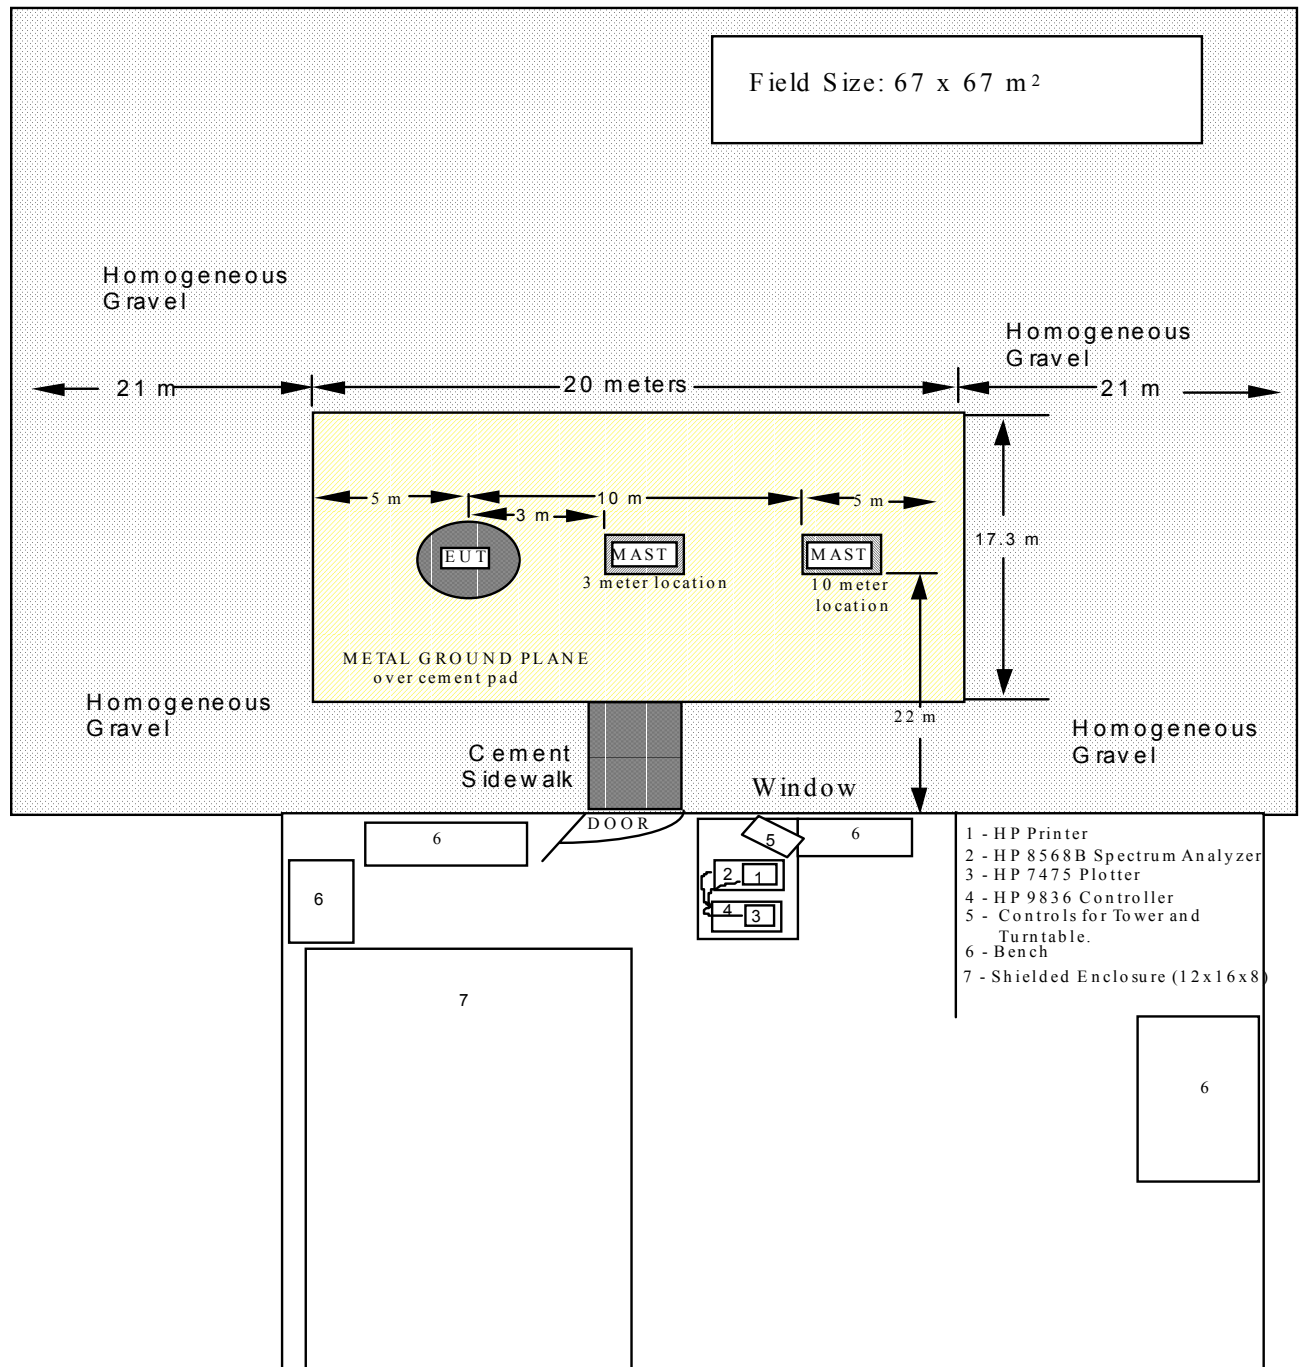 Field Size: 67 x 67 m²
Homogeneous
Gravel
Homogeneous
Gravel
21 m
20 meters
21 m
5 m
10 m
5 m
3 m
17.3 m
EUT
MAST
MAST
3 meter location
10 meter
location
METAL GROUND PLANE
over cement pad
Homogeneous
Gravel
22 m
Homogeneous
Gravel
Cement
Sidewalk
Window
DOOR
6
5
6
6
2
1
4
3
1 - HP Printer
2 - HP 8568B Spectrum Analyzer
3 - HP 7475 Plotter
4 - HP 9836 Controller
5 - Controls for Tower and
Turntable.
6 - Bench
7 - Shielded Enclosure (12x16x8)
7
6